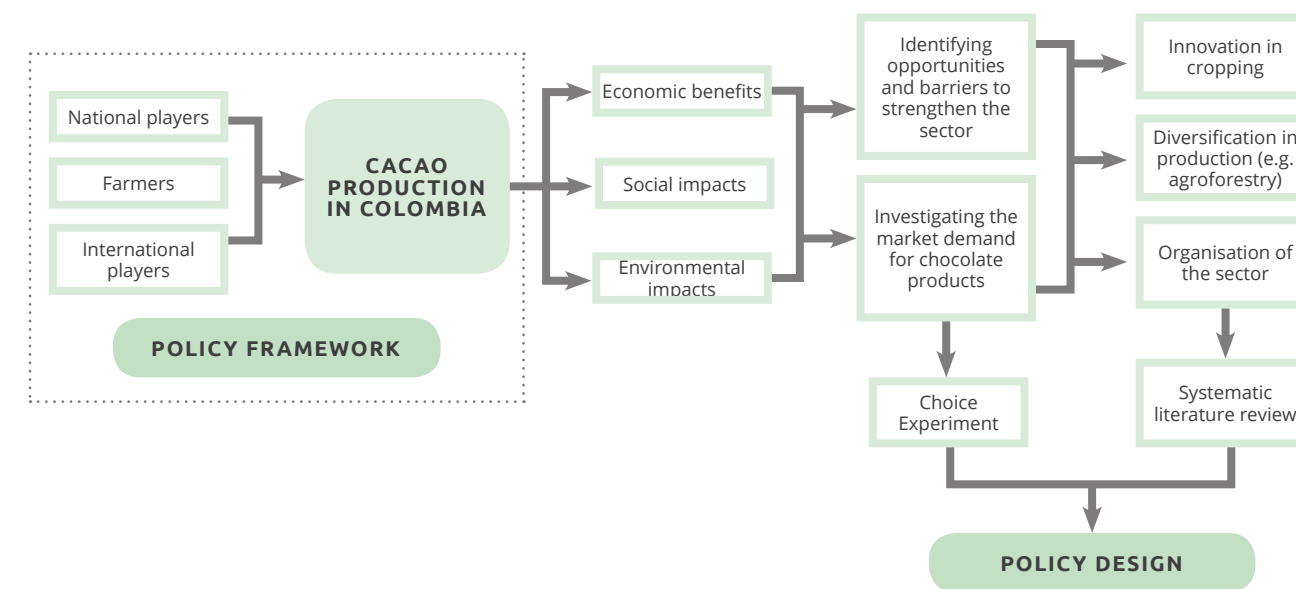 National players
Farmers
International
players
CACAO
PRODUCTION
IN COLOMBIA
POLICY FRAMEWORK
Economic benefits
Social impacts
Environmental
impacts
Identifying
opportunities
and barriers to
strengthen the
sector
Investigating the
market demand
for chocolate
products
Choice
Experiment
Innovation in
cropping
Diversification in
production (e.g.
agroforestry)
Organisation of
the sector
Systematic
literature review
POLICY DESIGN